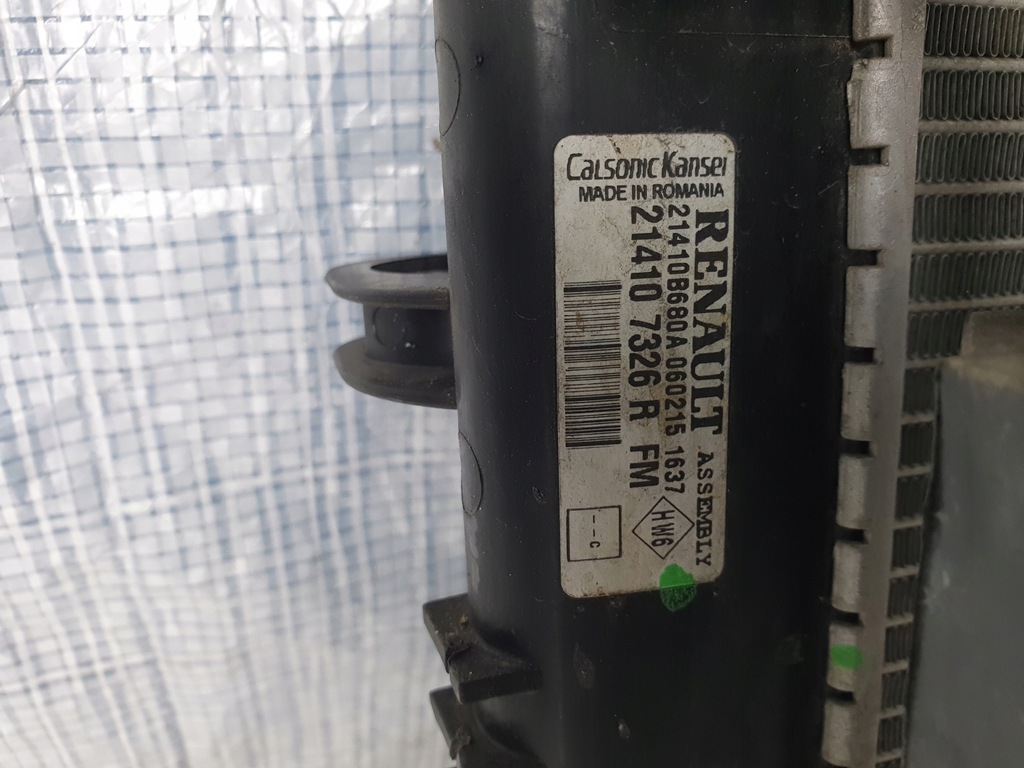 CALSONIC KANSEI
MADE IN ROMANIA
RENAULT ASSEMBLY
21410B680A 060215 1637
21410 7326 R FM
HW6
--C